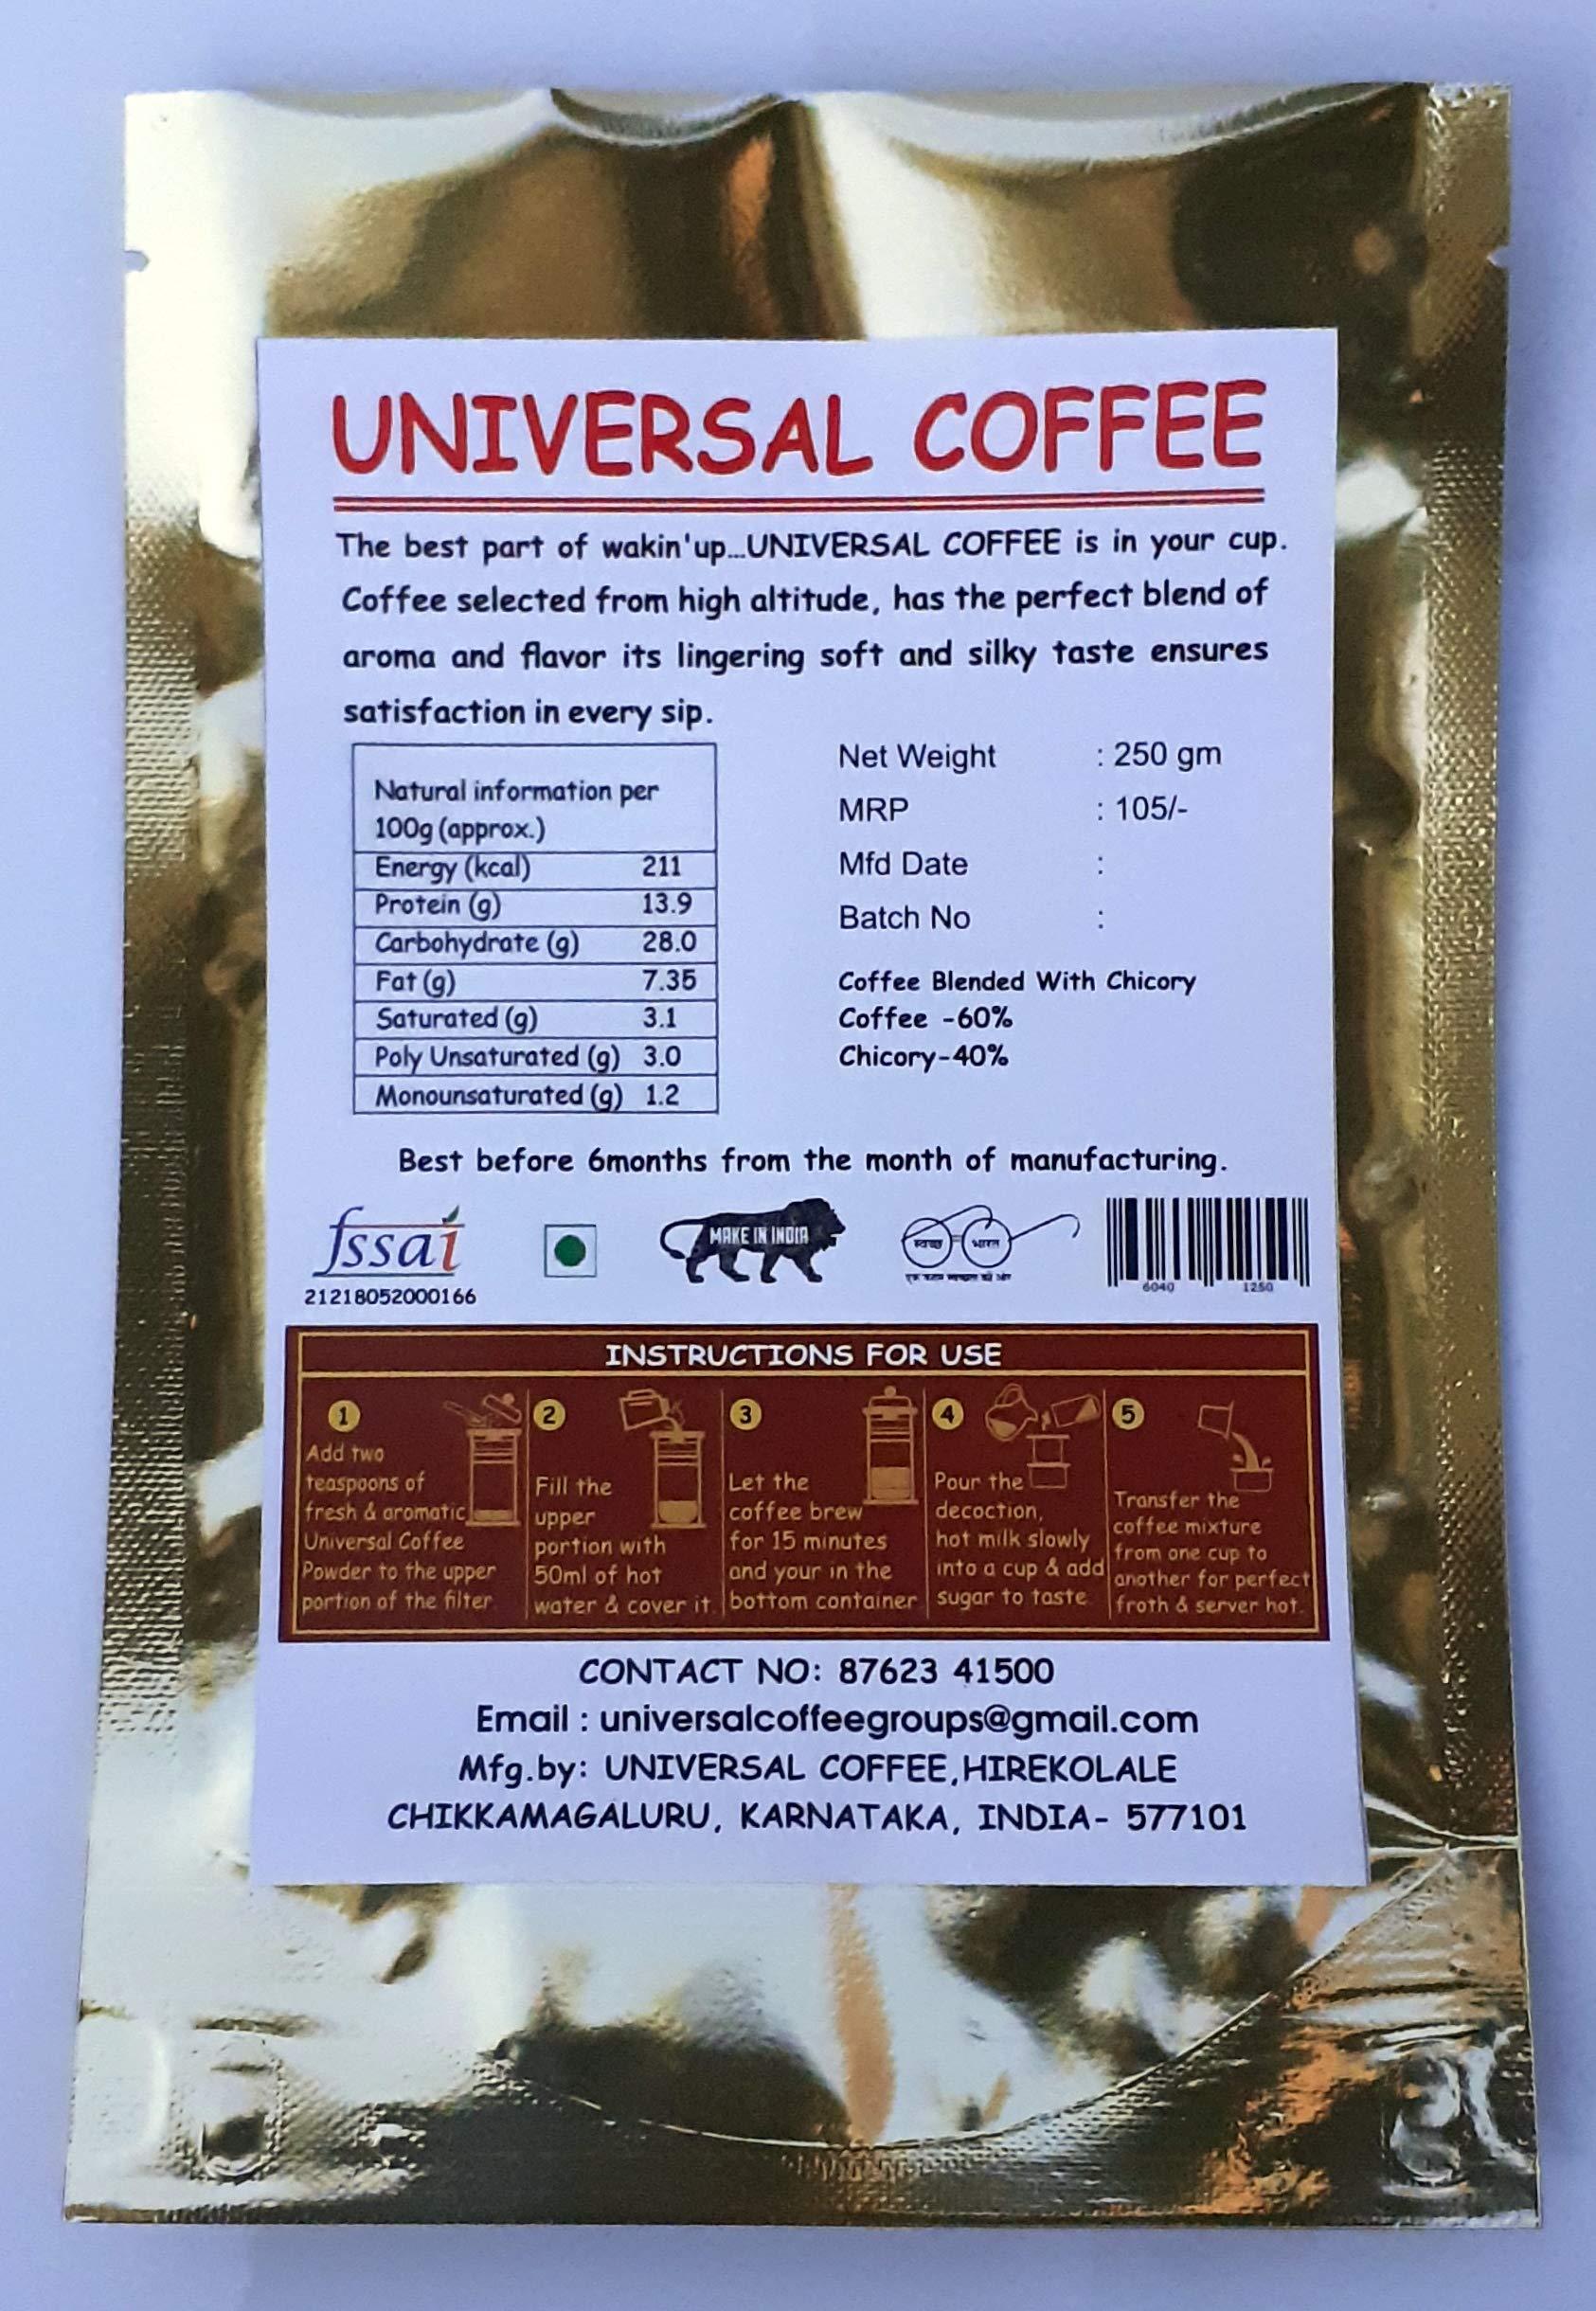 UNIVERSAL COFFEE
The best part of wakin'up...UNIVERSAL COFFEE is in your cup.
Coffee selected from high altitude, has the perfect blend of
aroma and flavor its lingering soft and silky taste ensures
satisfaction in every sip.
Natural information per
100g (approx.)
Energy (kcal) 211
Protein (g) 13.9
Carbohydrate (g) 28.0
Fat (g) 7.35
Saturated (g) 3.1
Poly Unsaturated (g) 3.0
Monounsaturated (g) 1.2
Net Weight : 250 gm
MRP : 105/-
Mfd Date :
Batch No :
Coffee Blended With Chicory
Coffee -60%
Chicory-40%
Best before 6months from the month of manufacturing.
fssai
21218052000166
MAKE IN INDIA
स्वच्छ भारत
6040 1250
INSTRUCTIONS FOR USE
1
Add two
teaspoons of
fresh & aromatic
Universal Coffee
Powder to the upper
portion of the filter
2
Fill the
upper
portion with
50ml of hot
water & cover it
3
Let the
coffee brew
for 15 minutes
and your in the
bottom container
4
Pour the
decoction,
hot milk slowly
into a cup & add
sugar to taste
5
Transfer the
coffee mixture
from one cup to
another for perfect
froth & server hot.
CONTACT NO: 87623 41500
Email : universalcoffeegroups@gmail.com
Mfg.by: UNIVERSAL COFFEE,HIREKOLALE
CHIKKAMAGALURU, KARNATAKA, INDIA- 577101